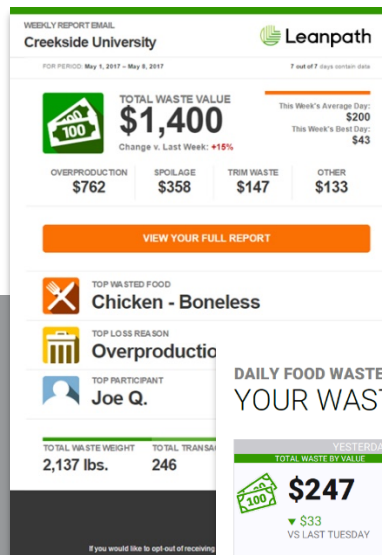 WEEKLY REPORT EMAIL
Creekside University
Leanpath
FOR PERIOD: May 1, 2017 – May 8, 2017
7 out of 7 days contain data
100
TOTAL WASTE VALUE
$1,400
Change v. Last Week: +15%
This Week's Average Day:
$200
This Week's Best Day:
$43
OVERPRODUCTION
$762
SPOILAGE
$358
TRIM WASTE
$147
OTHER
$133
VIEW YOUR FULL REPORT
TOP WASTED FOOD
Chicken - Boneless
TOP LOSS REASON
Overproductio
TOP PARTICIPANT
Joe Q.
TOTAL WASTE WEIGHT
2,137 lbs.
TOTAL TRANSA
246
If you would like to opt-out of receiving
DAILY FOOD WASTE
YOUR WAST
YESTERDA
TOTAL WASTE BY VALUE
100
$247
▼ $33
VS LAST TUESDAY